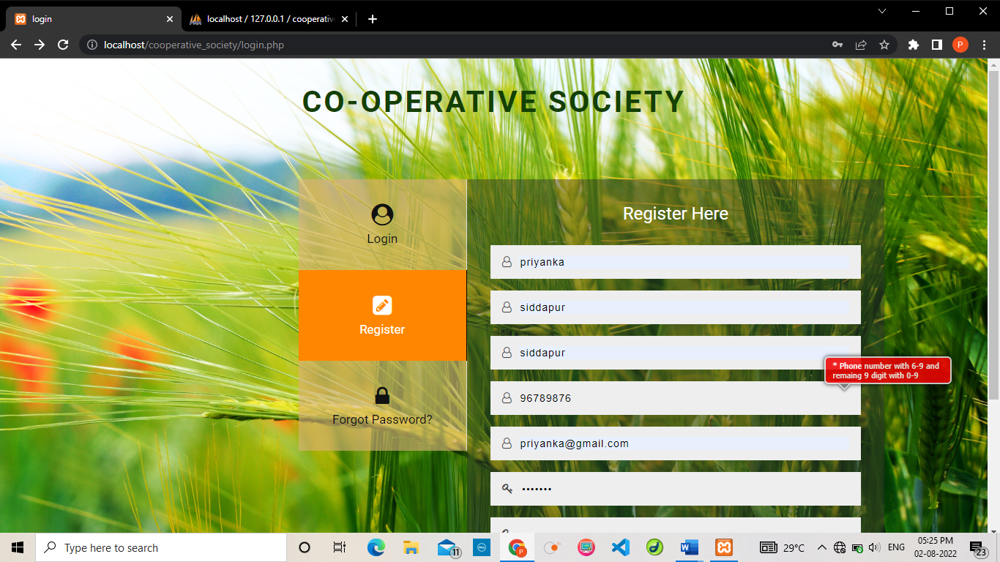 login
localhost / 127.0.0.1 / cooperativ
localhost/cooperative_society/login.php
P
CO-OPERATIVE SOCIETY
Login
Register
Forgot Password?
Register Here
priyanka
siddapur
siddapur
* Phone number with 6-9 and
remaing 9 digit with 0-9
96789876
priyanka@gmail.com
•••••••
Type here to search
11
DELL
P
W
29°C
ENG
05:25 PM
02-08-2022
23